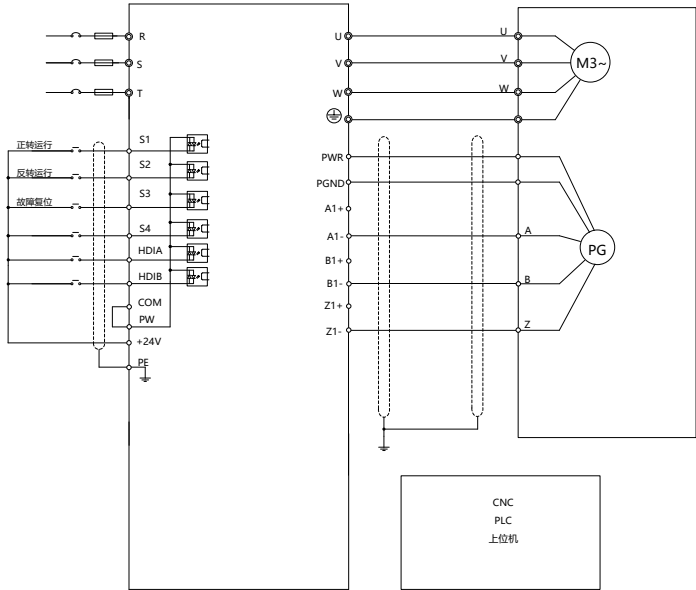 R
S
T
正转运行
反转运行
故障复位
S1
S2
S3
S4
HDIA
HDIB
COM
PW
+24V
PE
U
V
W
PWR
PGND
A1+
A1-
B1+
B1-
Z1+
Z1-
U
V
W
M3~
A
B
Z
PG
CNC
PLC
上位机